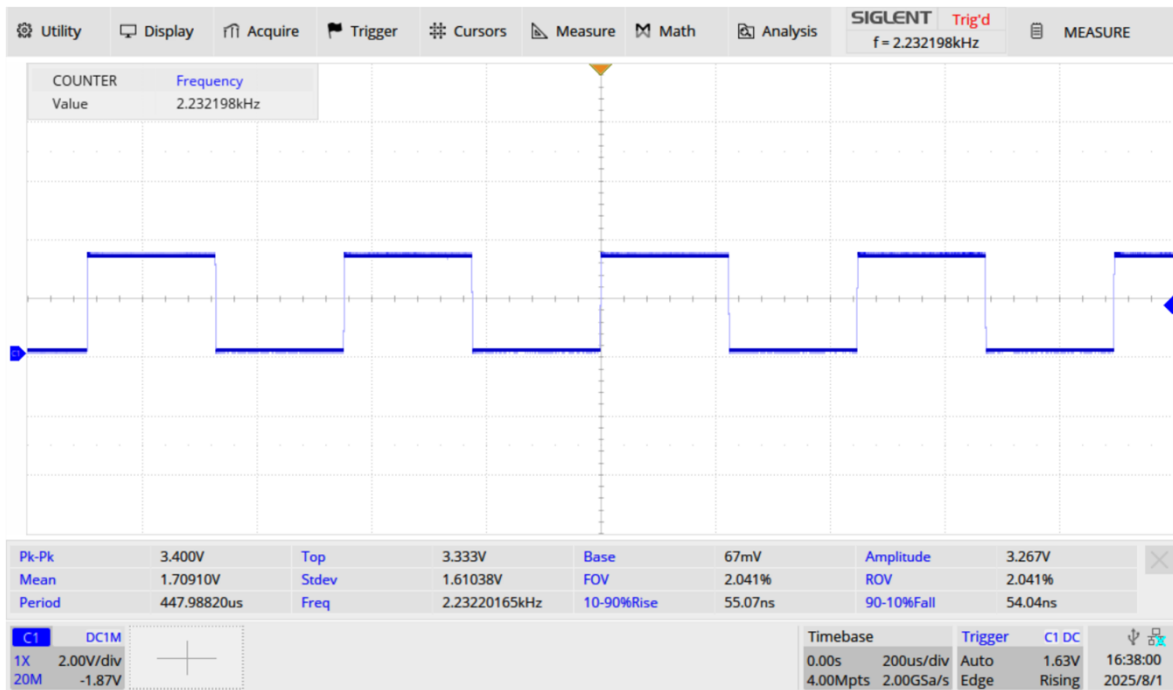 Utility Display Acquire Trigger Cursors Measure Math Analysis SIGLENT Trig'd MEASURE
f = 2.232198kHz
COUNTER Frequency
Value 2.232198kHz
C1
Pk-Pk 3.400V Top 3.333V Base 67mV Amplitude 3.267V
Mean 1.70910V Stdev 1.61038V FOV 2.041% ROV 2.041%
Period 447.98820us Freq 2.23220165kHz 10-90%Rise 55.07ns 90-10%Fall 54.04ns
C1 DC1M Timebase Trigger C1 DC
1X 2.00V/div 0.00s 200us/div Auto 1.63V 16:38:00
20M -1.87V 4.00Mpts 2.00GSa/s Edge Rising 2025/8/1